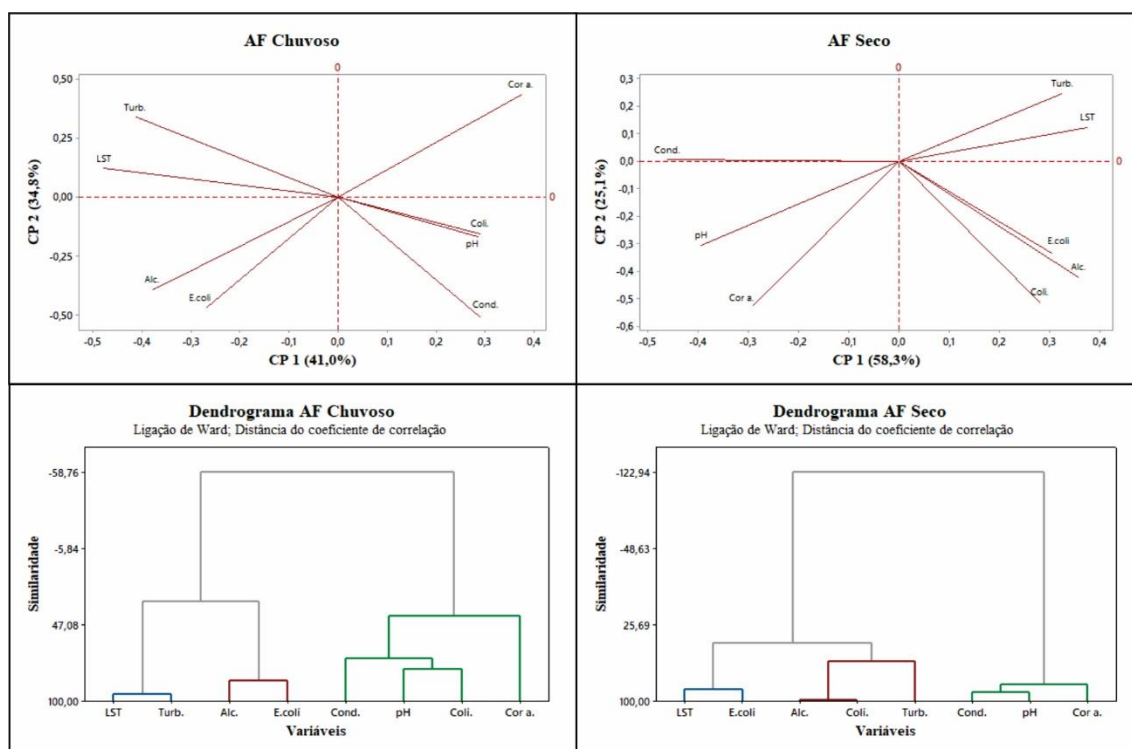 AF Chuvoso
0
0,50
0,25
0,00
-0,25
-0,50
CP 2 (34,8%)
Turb.
Cor a.
LST
0
Coli.
pH
Alc.
E.coli
Cond.
-0,5 -0,4 -0,3 -0,2 -0,1 0,0 0,1 0,2 0,3 0,4
CP 1 (41,0%)
AF Seco
0
0,3
0,2
0,1
0,0
-0,1
-0,2
-0,3
-0,4
-0,5
-0,6
CP 2 (25,1%)
Turb.
LST
Cond.
0
pH
E.coli
Alc.
Cor a.
Coli.
-0,5 -0,4 -0,3 -0,2 -0,1 0,0 0,1 0,2 0,3 0,4
CP 1 (58,3%)
Dendrograma AF Chuvoso
Ligação de Ward; Distância do coeficiente de correlação
-58,76
-5,84
47,08
100,00
Similaridade
LST Turb. Alc. E.coli Cond. pH Coli. Cor a.
Variáveis
Dendrograma AF Seco
Ligação de Ward; Distância do coeficiente de correlação
-122,94
-48,63
25,69
100,00
Similaridade
LST E.coli Alc. Coli. Turb. Cond. pH Cor a.
Variáveis